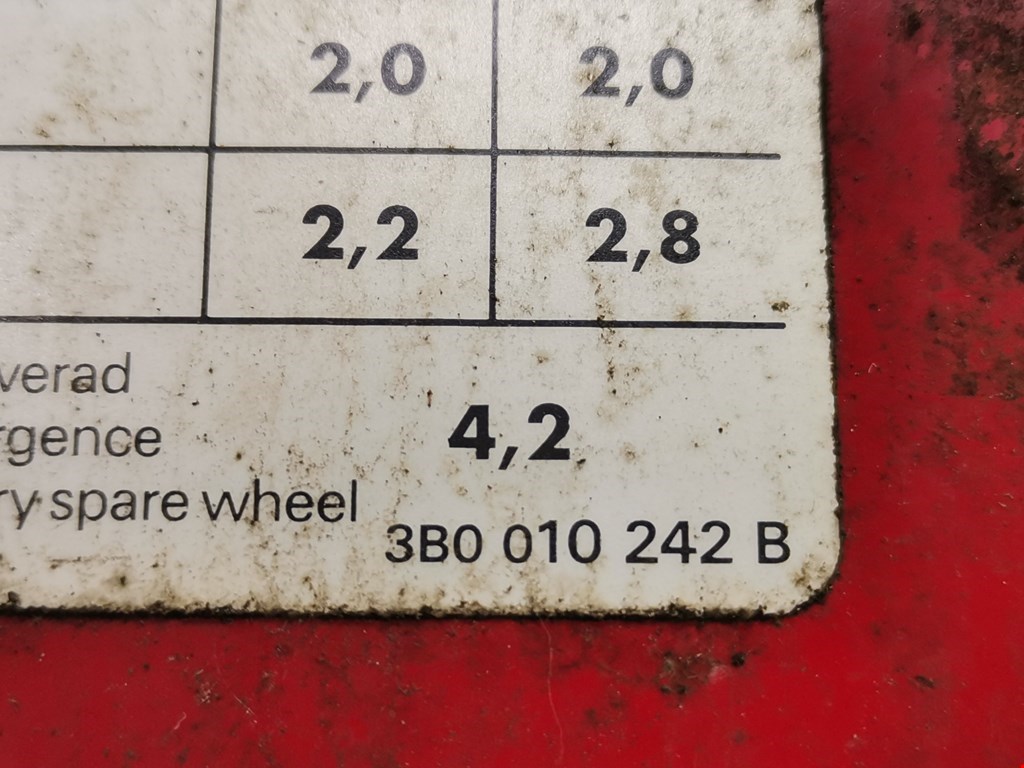 2,0 2,0
2,2 2,8
verad
rgence
4,2
ry spare wheel
3B0 010 242 B